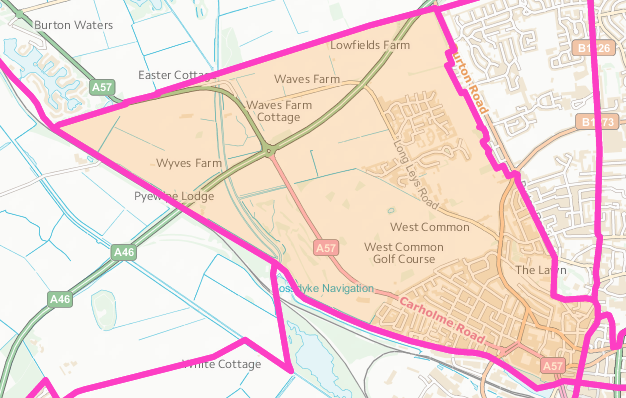 Burton Waters
Lowfields Farm
B1226
Easter Cottage
A57
Waves Farm
Burton Road
Waves Farm
Cottage
B1273
Wyves Farm
Long Leys Road
Pyewipe Lodge
West Common
A46
A57
West Common
Golf Course
The Lawn
Fossdyke Navigation
A46
Carholme Road
White Cottage
A57